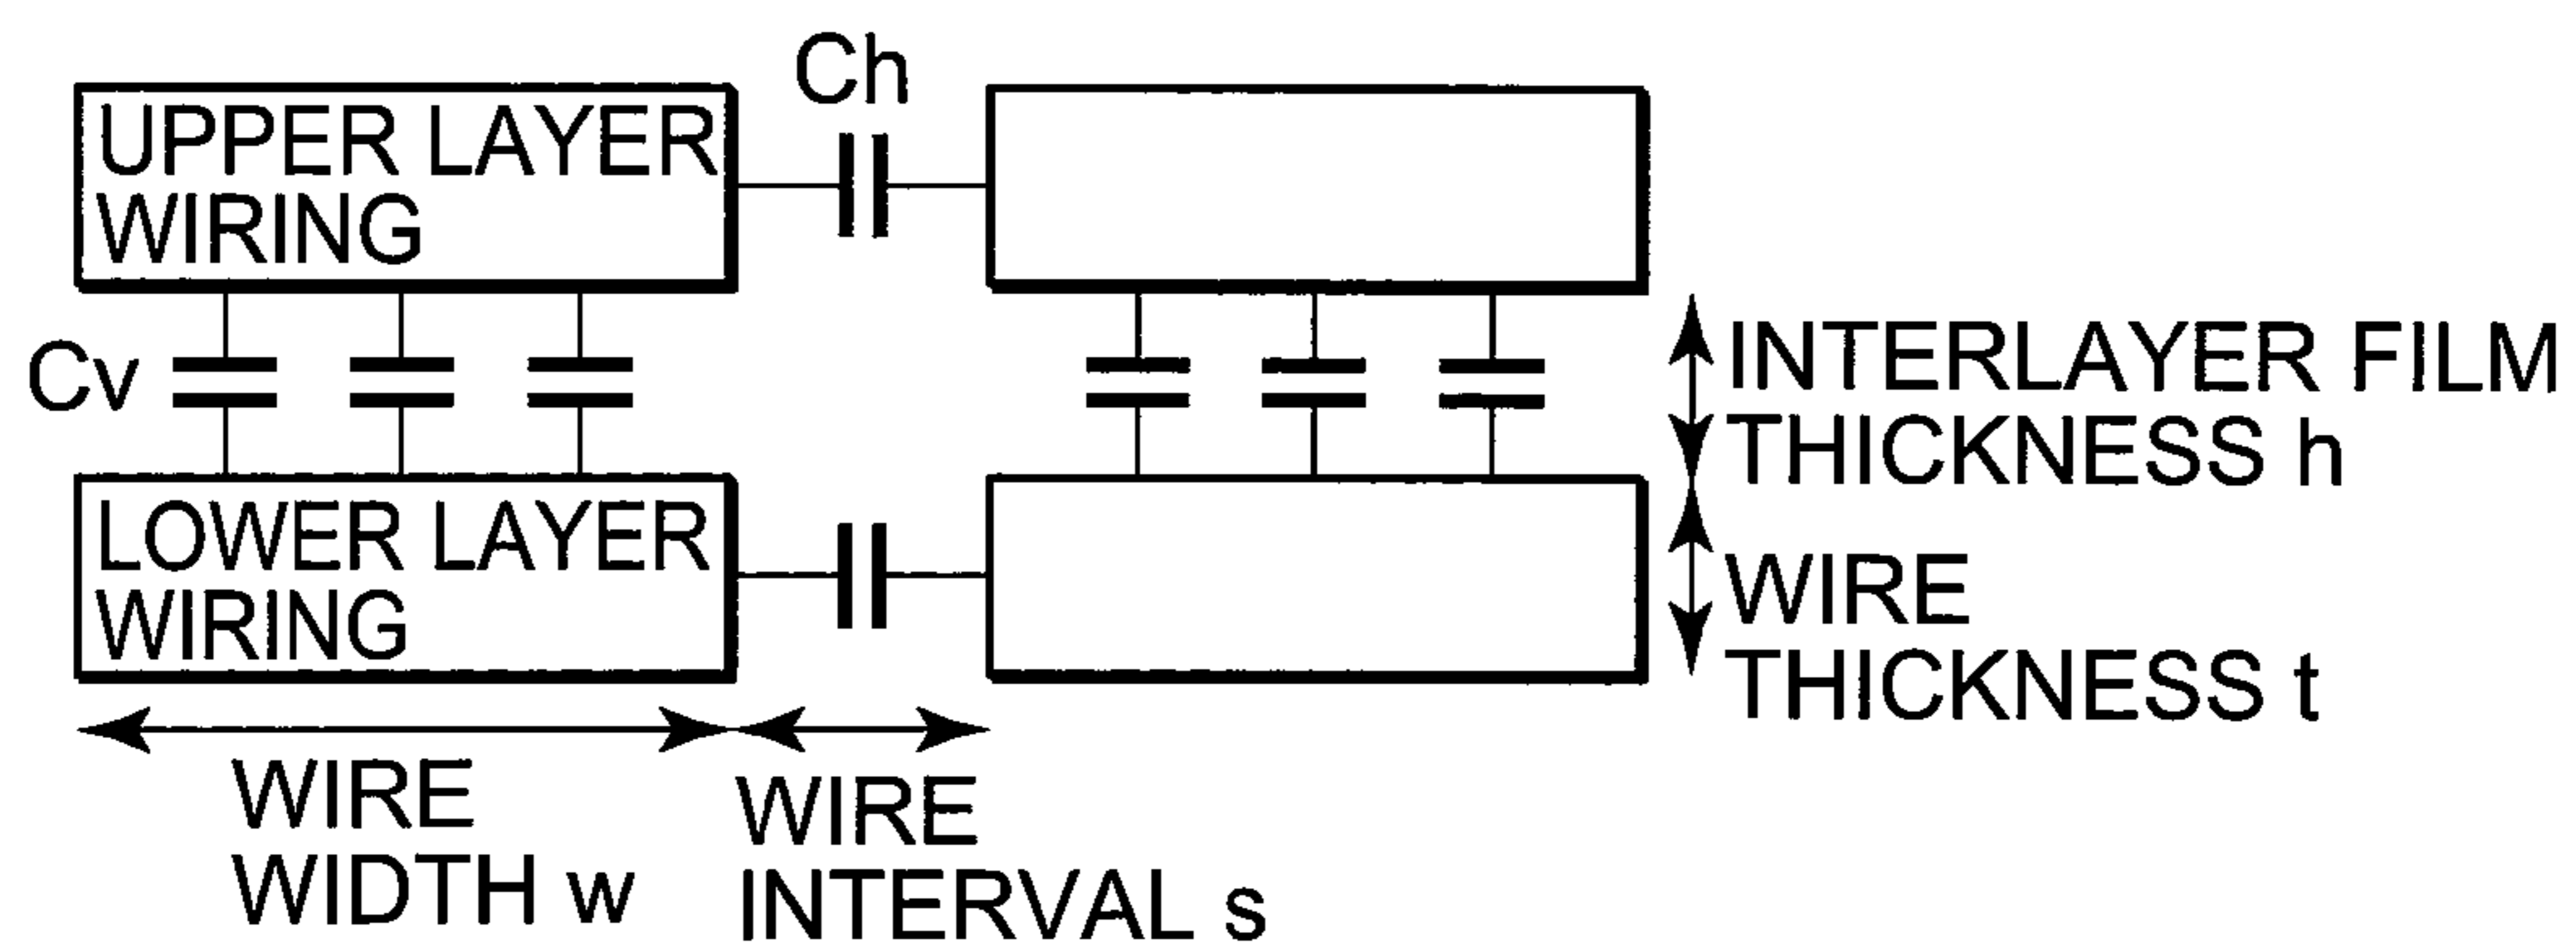 Ch
UPPER LAYER
WIRING
Cv
INTERLAYER FILM
THICKNESS h
LOWER LAYER
WIRING
WIRE
THICKNESS t
WIRE
WIDTH w
WIRE
INTERVAL s